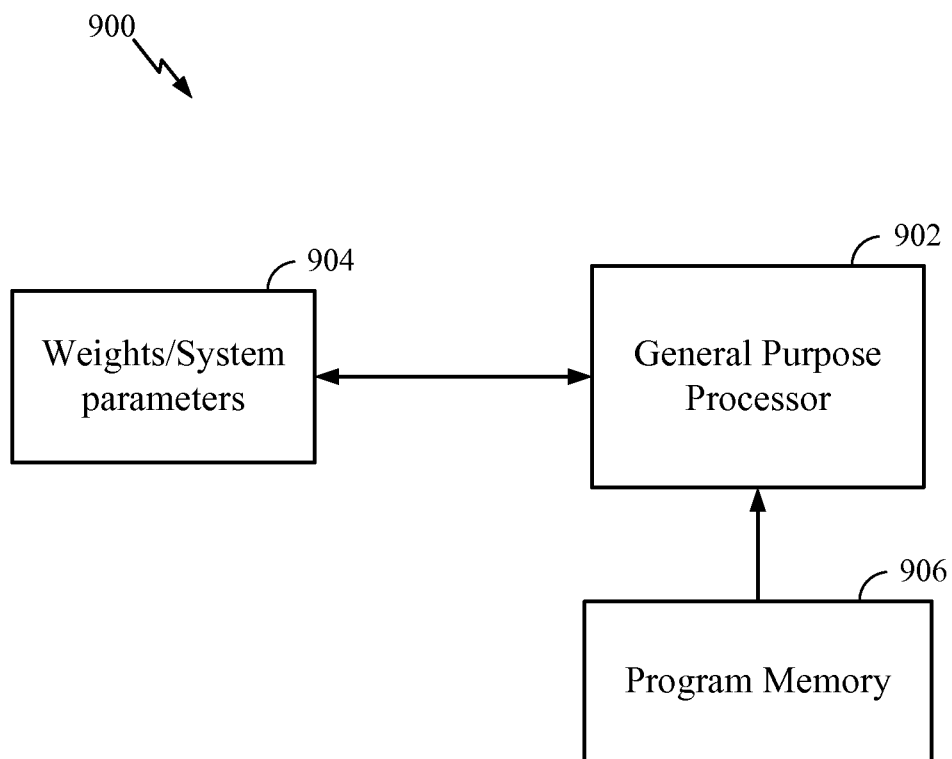 900
904
Weights/System
parameters
902
General Purpose
Processor
906
Program Memory